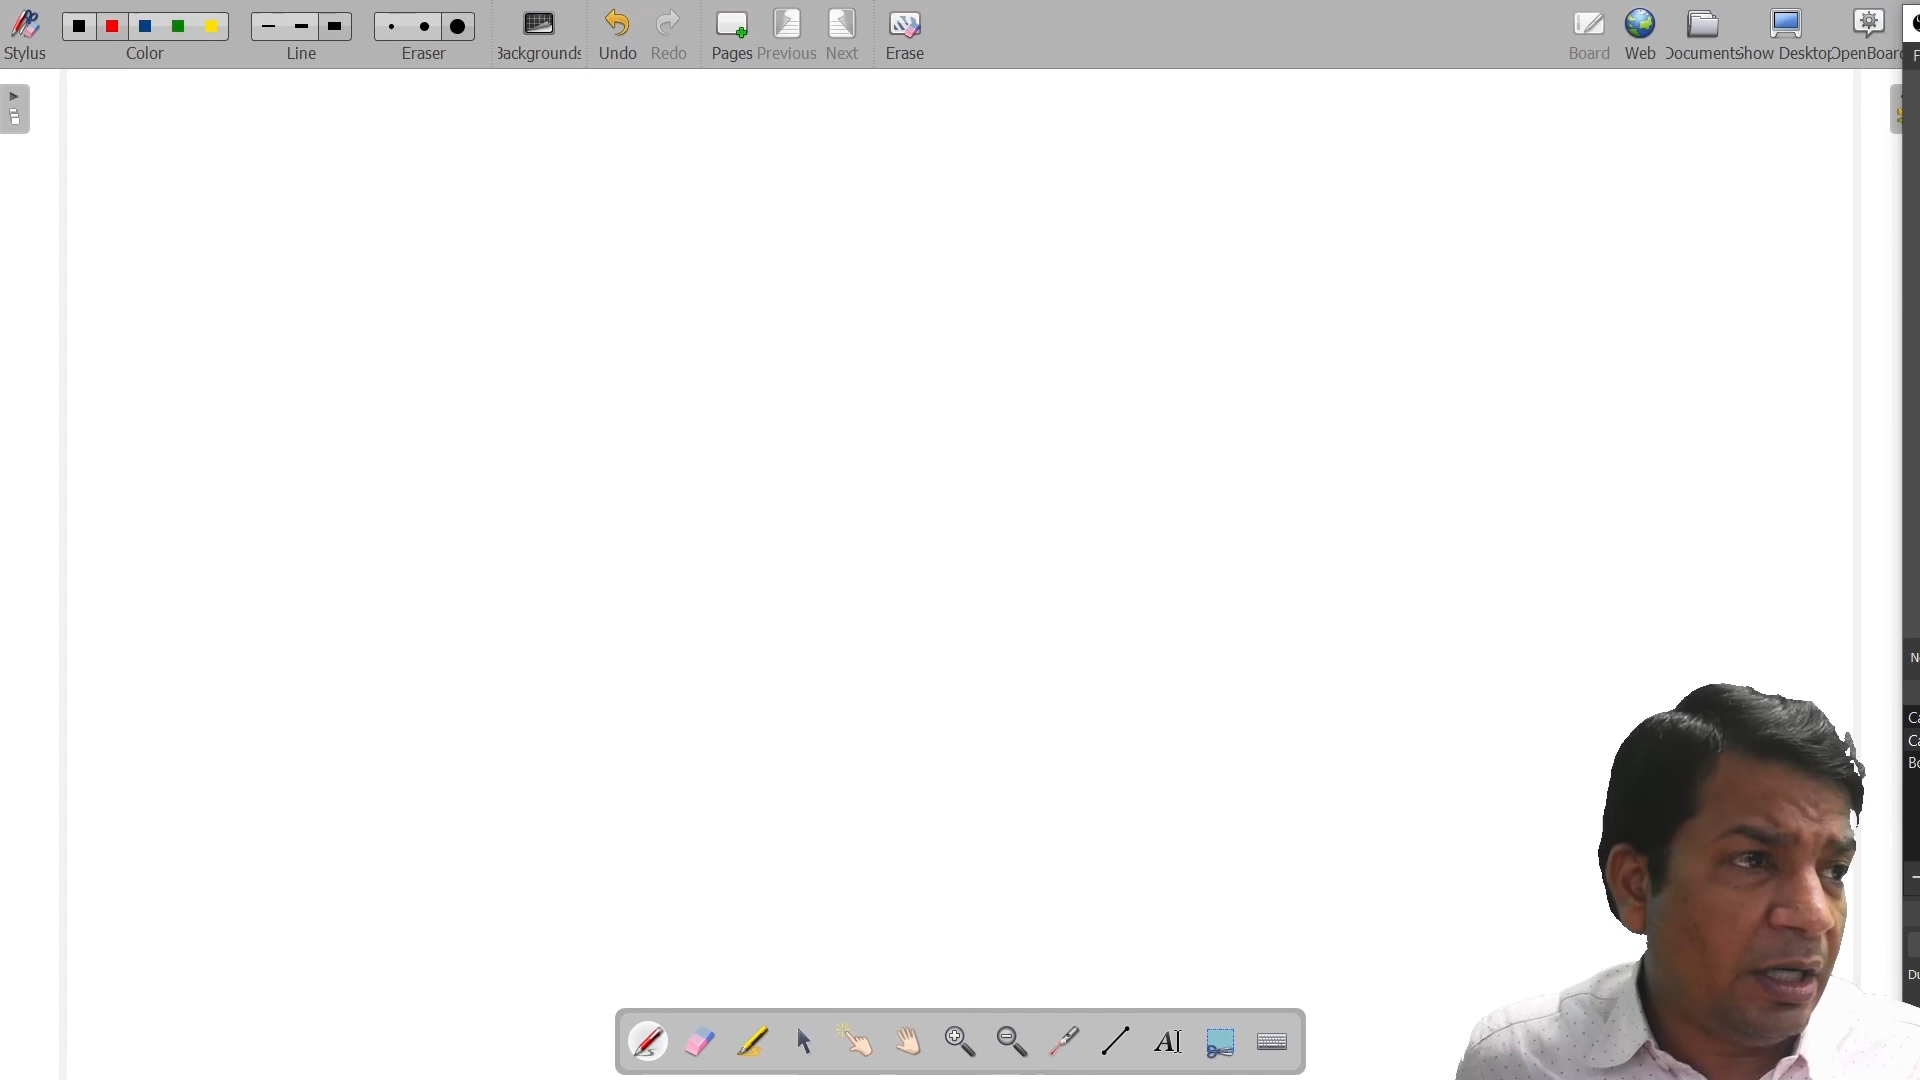 Stylus
Color
Line
Eraser
Backgrounds
Undo
Redo
Pages
Previous
Next
Erase
Board
Web
Documents
Show Desktop
OpenBoard